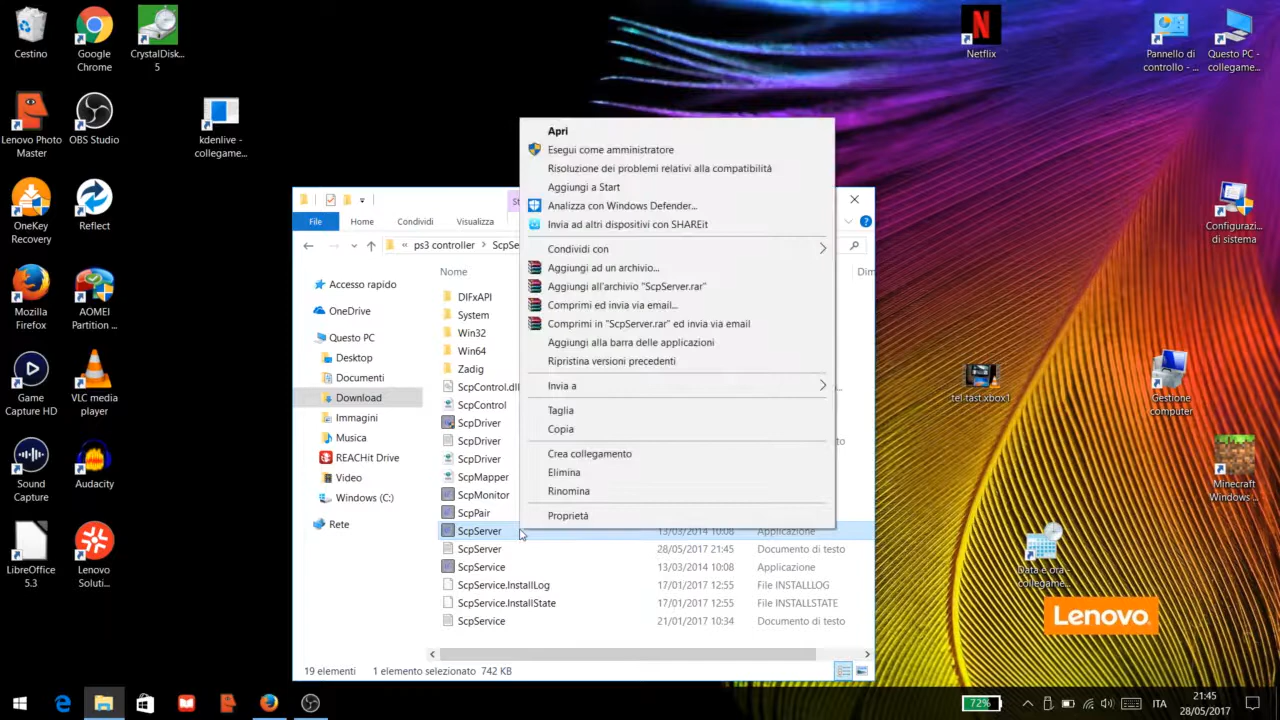 Cestino
Google
Chrome
CrystalDisk...
5
Netflix
Pannello di
controllo - ...
Questo PC -
collegame...
Lenovo Photo
Master
OBS Studio
kdenlive -
collegame...
OneKey
Recovery
Reflect
Configurazi...
di sistema
Mozilla
Firefox
AOMEI
Partition ...
Game
Capture HD
VLC media
player
tel tast xbox1
Gestione
computer
Sound
Capture
Audacity
Minecraft
Windows ...
LibreOffice
5.3
Lenovo
Soluti...
Data e ora -
collegame...
Lenovo
File
Home
Condividi
Visualizza
St
« ps3 controller > ScpSe
Nome
Dim
Accesso rapido
OneDrive
Questo PC
Desktop
Documenti
Download
Immagini
Musica
REACHit Drive
Video
Windows (C:)
Rete
DIFxAPI
System
Win32
Win64
Zadig
ScpControl.dll
ScpControl
ScpDriver
ScpDriver
ScpDriver
ScpMapper
ScpMonitor
ScpPair
ScpServer 13/03/2014 10:08 Applicazione
ScpServer 28/05/2017 21:45 Documento di testo
ScpService 13/03/2014 10:08 Applicazione
ScpService.InstallLog 17/01/2017 12:55 File INSTALLLOG
ScpService.InstallState 17/01/2017 12:55 File INSTALLSTATE
ScpService 21/01/2017 10:34 Documento di testo
19 elementi 1 elemento selezionato 742 KB
Apri
Esegui come amministratore
Risoluzione dei problemi relativi alla compatibilità
Aggiungi a Start
Analizza con Windows Defender...
Invia ad altri dispositivi con SHAREit
Condividi con
Aggiungi ad un archivio...
Aggiungi all'archivio "ScpServer.rar"
Comprimi ed invia via email...
Comprimi in "ScpServer.rar" ed invia via email
Aggiungi alla barra delle applicazioni
Ripristina versioni precedenti
Invia a
Taglia
Copia
Crea collegamento
Elimina
Rinomina
Proprietà
72%
ITA
21:45
28/05/2017